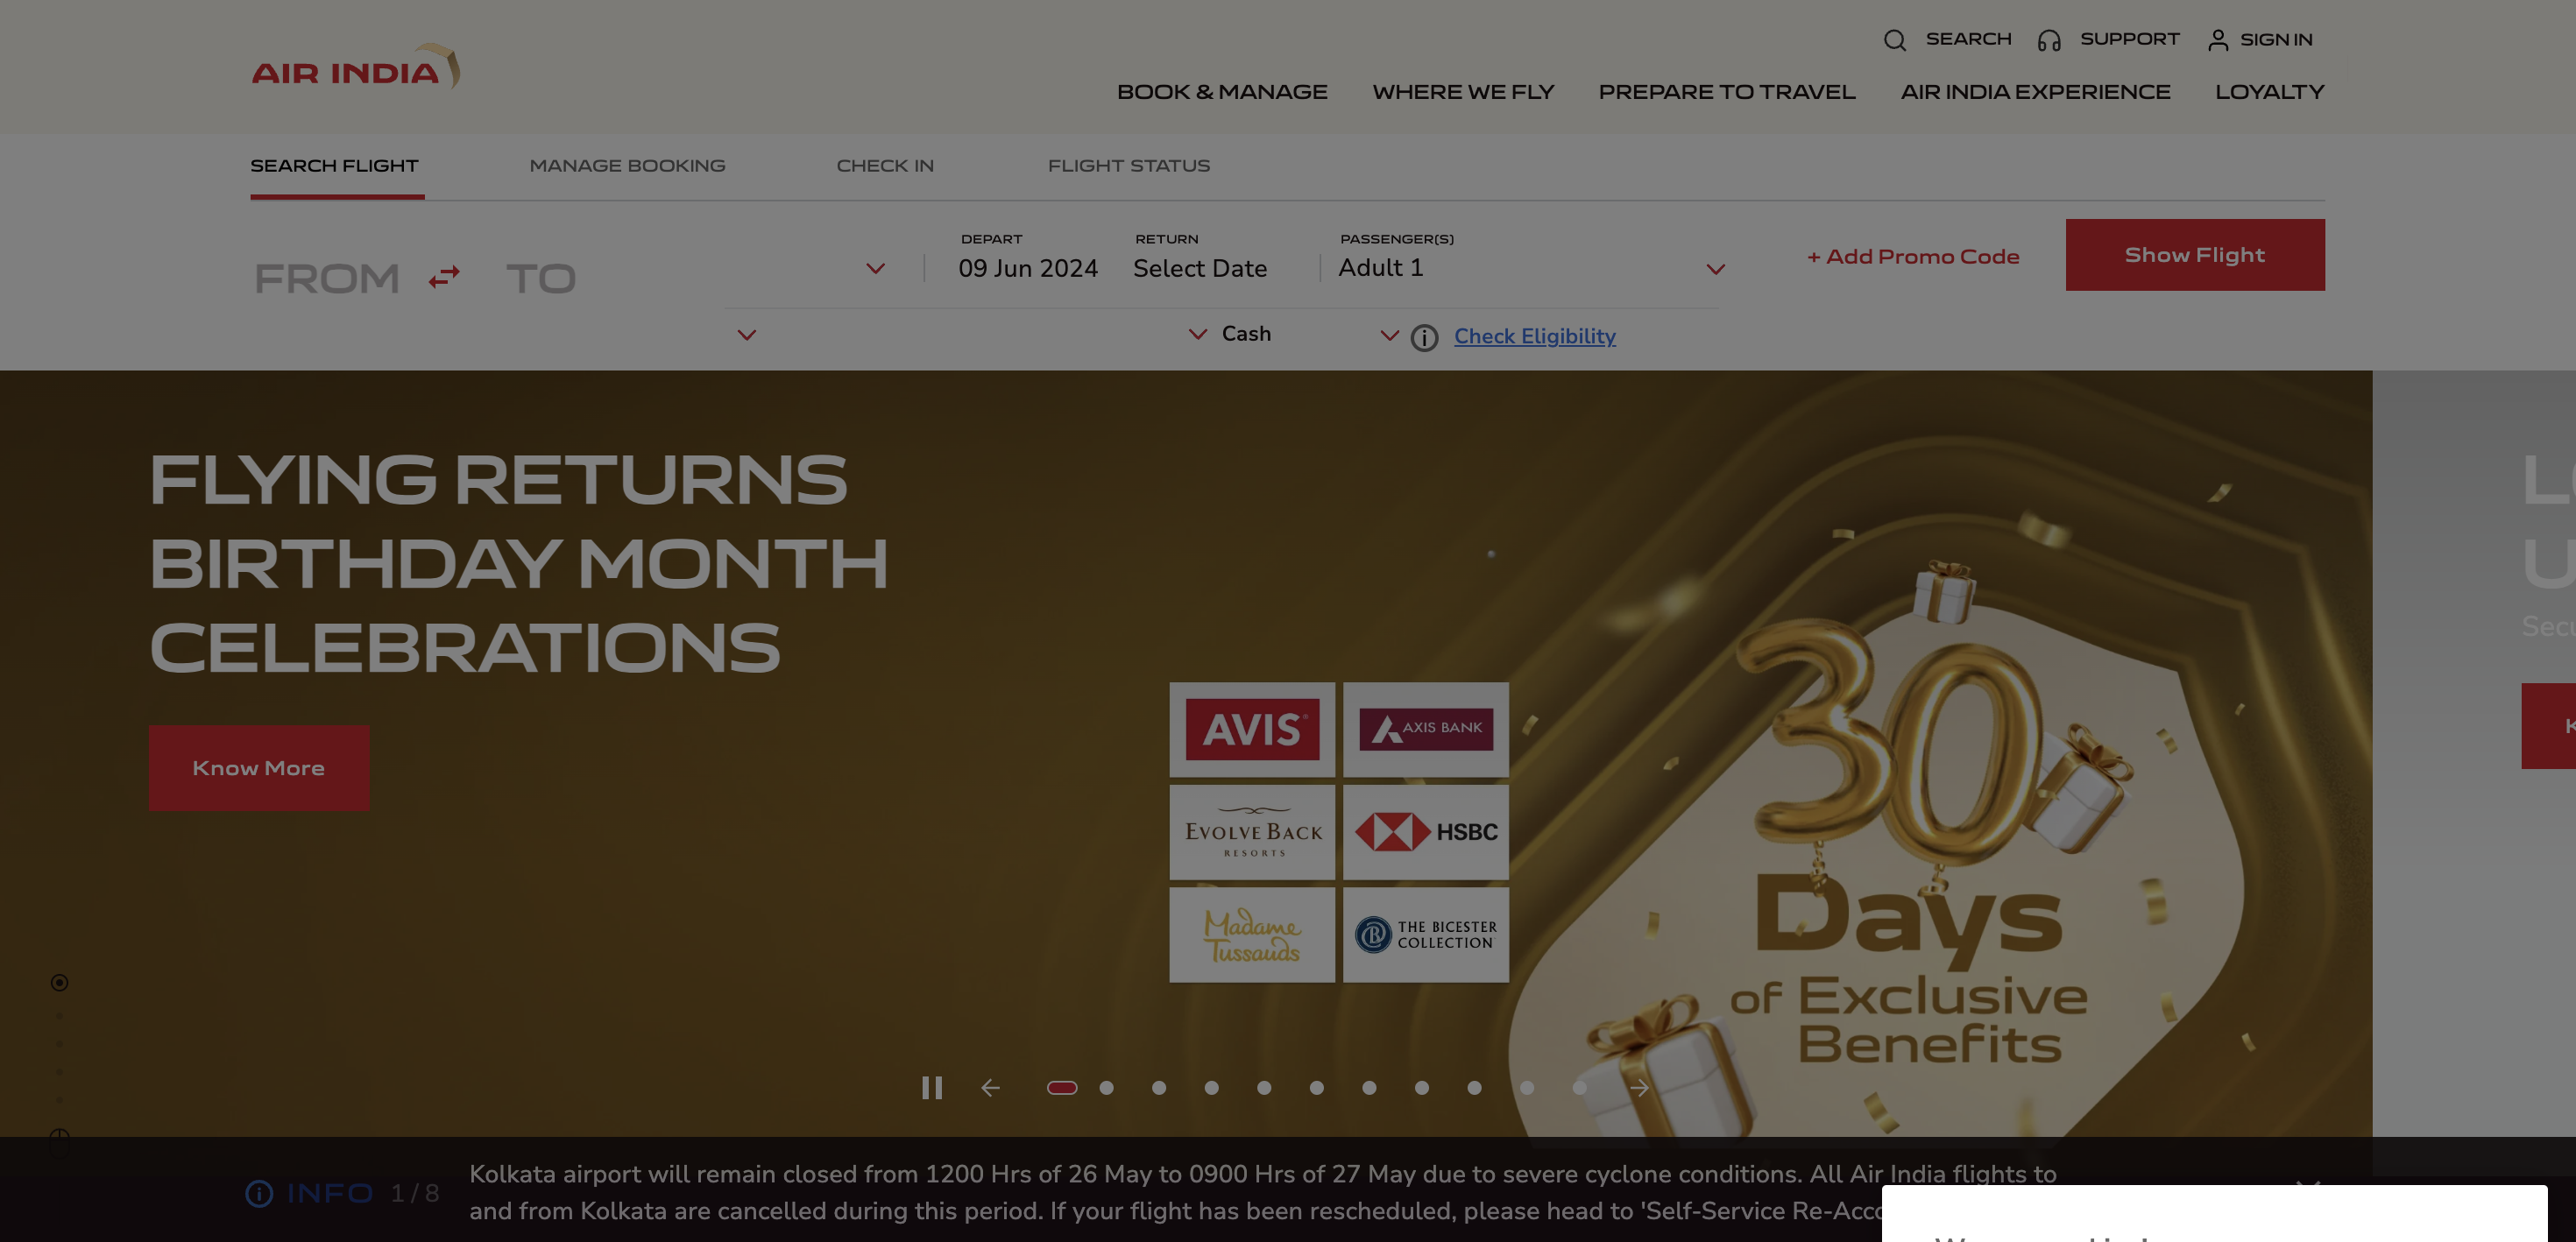 AIR INDIA
SEARCH
SUPPORT
SIGN IN
BOOK & MANAGE
WHERE WE FLY
PREPARE TO TRAVEL
AIR INDIA EXPERIENCE
LOYALTY
SEARCH FLIGHT
MANAGE BOOKING
CHECK IN
FLIGHT STATUS
FROM
TO
DEPART
09 Jun 2024
RETURN
Select Date
PASSENGER(S)
Adult 1
+ Add Promo Code
Show Flight
Cash
Check Eligibility
FLYING RETURNS
BIRTHDAY MONTH
CELEBRATIONS
Know More
AVIS
AXIS BANK
EVOLVE BACK
RESORTS
HSBC
Madame
Tussauds
THE BICESTER
COLLECTION
30
Days
of Exclusive
Benefits
Secu
INFO 1 / 8
Kolkata airport will remain closed from 1200 Hrs of 26 May to 0900 Hrs of 27 May due to severe cyclone conditions. All Air India flights to
and from Kolkata are cancelled during this period. If your flight has been rescheduled, please head to 'Self-Service Re-Acco